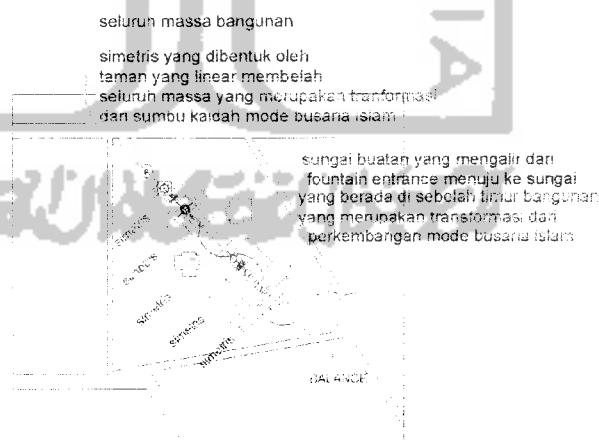 seluruh massa bangunan
simetris yang dibentuk oleh
taman yang linear membelah
seluruh massa yang merupakan tranformasi
dari sumbu kaidah mode busana islam
sungai buatan yang mengalir dari
fountain entrance menuju ke sungai
yang berada di sebelah timur bangunan
yang merupakan transformasi dari
perkembangan mode busana islam
simetris
simetris
simetris
simetris
simetris
BALANCE